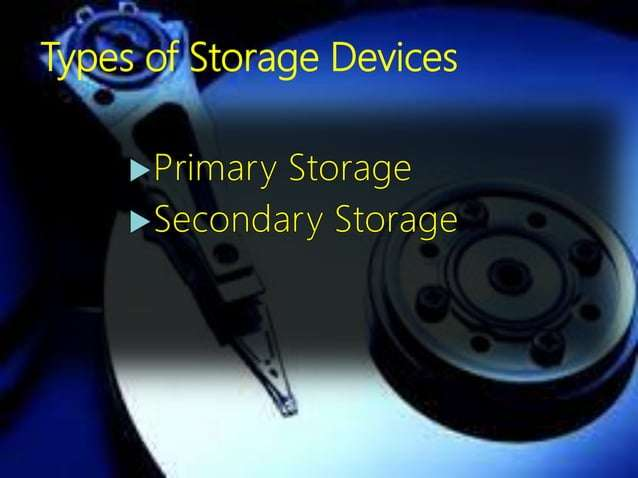 Types of Storage Devices
Primary Storage
Secondary Storage